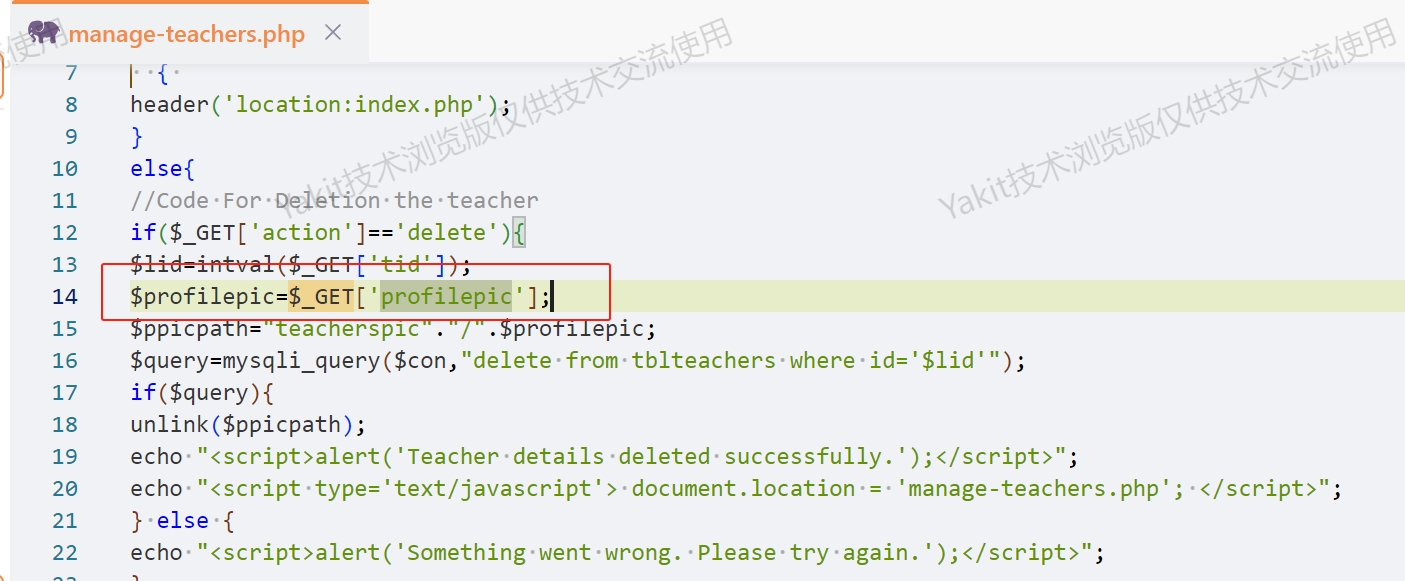 manage-teachers.php
7 {
8 header('location:index.php');
9 }
10 else{
11 //Code For Deletion the teacher
12 if($_GET['action']=='delete'){
13 $lid=intval($_GET['tid']);
14 $profilepic=$_GET['profilepic'];
15 $ppicpath="teacherspic"."/".$profilepic;
16 $query=mysqli_query($con,"delete from tblteachers where id='$lid'");
17 if($query){
18 unlink($ppicpath);
19 echo "<script>alert('Teacher details deleted successfully.');</script>";
20 echo "<script type='text/javascript'> document.location = 'manage-teachers.php'; </script>";
21 } else {
22 echo "<script>alert('Something went wrong. Please try again.');</script>";
使用
Yakit技术浏览版仅供技术交流使用
Yakit技术浏览版仅供技术交流使用